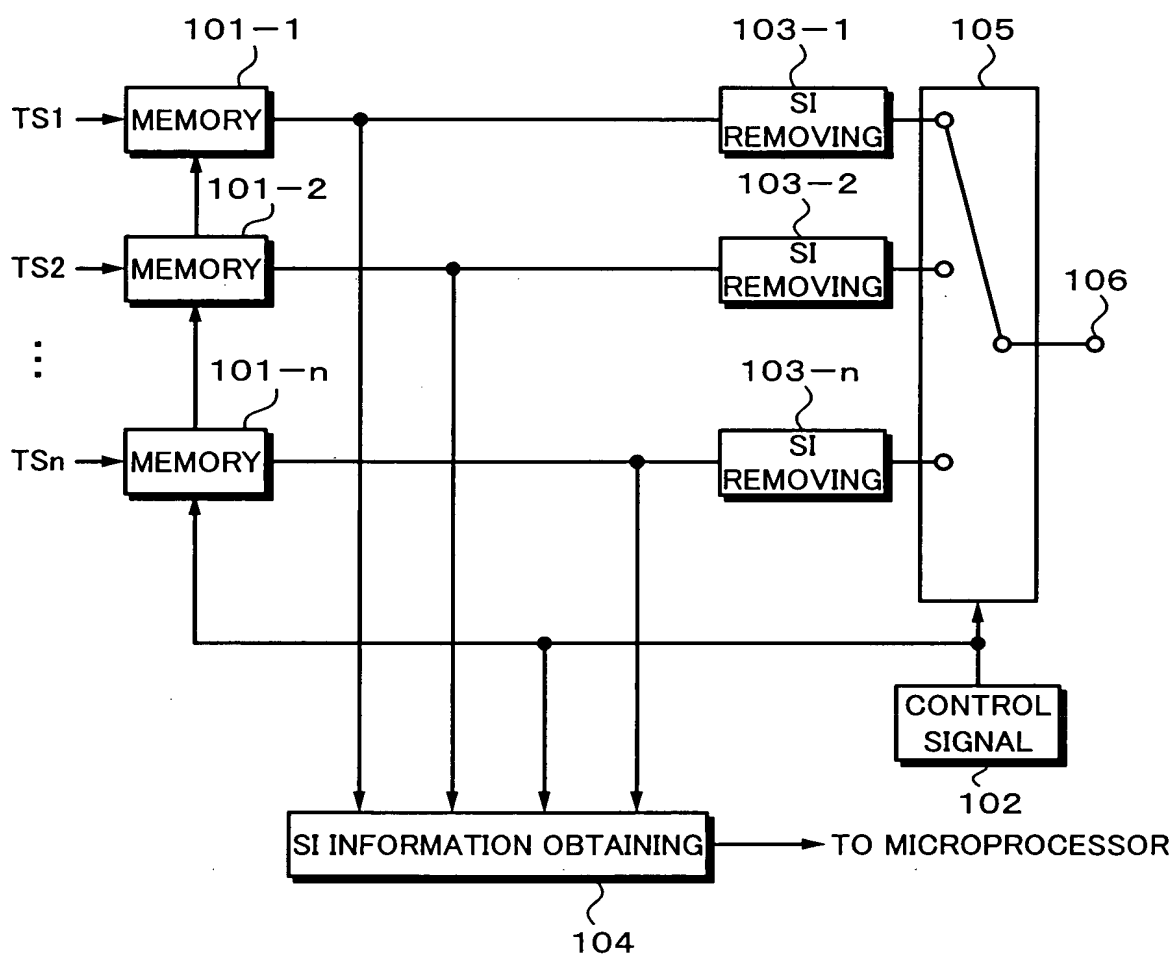 101-1
103-1
105
TS1
MEMORY
SI
REMOVING
101-2
103-2
TS2
MEMORY
SI
REMOVING
106
⋮
101-n
103-n
TSn
MEMORY
SI
REMOVING
CONTROL
SIGNAL
102
SI INFORMATION OBTAINING
TO MICROPROCESSOR
104